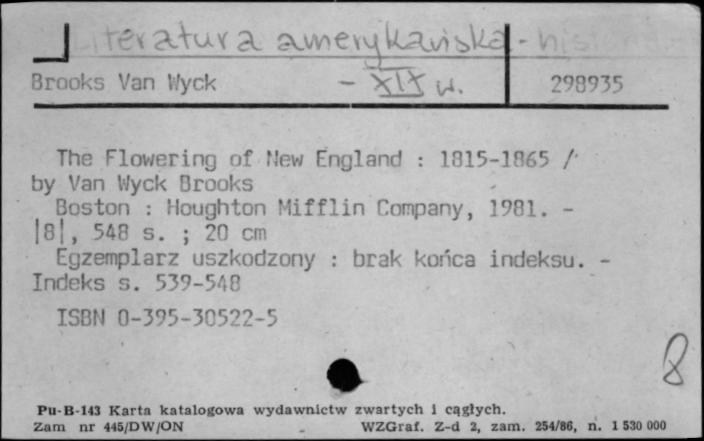 Literatura amerykańska - historia -
Brooks Van Wyck - XIX w. 298935
The Flowering of New England : 1815-1865 /
by Van Wyck Brooks
Boston : Houghton Mifflin Company, 1981. -
|8|, 548 s. ; 20 cm
Egzemplarz uszkodzony : brak końca indeksu. -
Indeks s. 539-548
ISBN 0-395-30522-5
8
Pu-B-143 Karta katalogowa wydawnictw zwartych i ciągłych.
Zam nr 445/DW/ON WZGraf. Z-d 2, zam. 254/86, n. 1 530 000